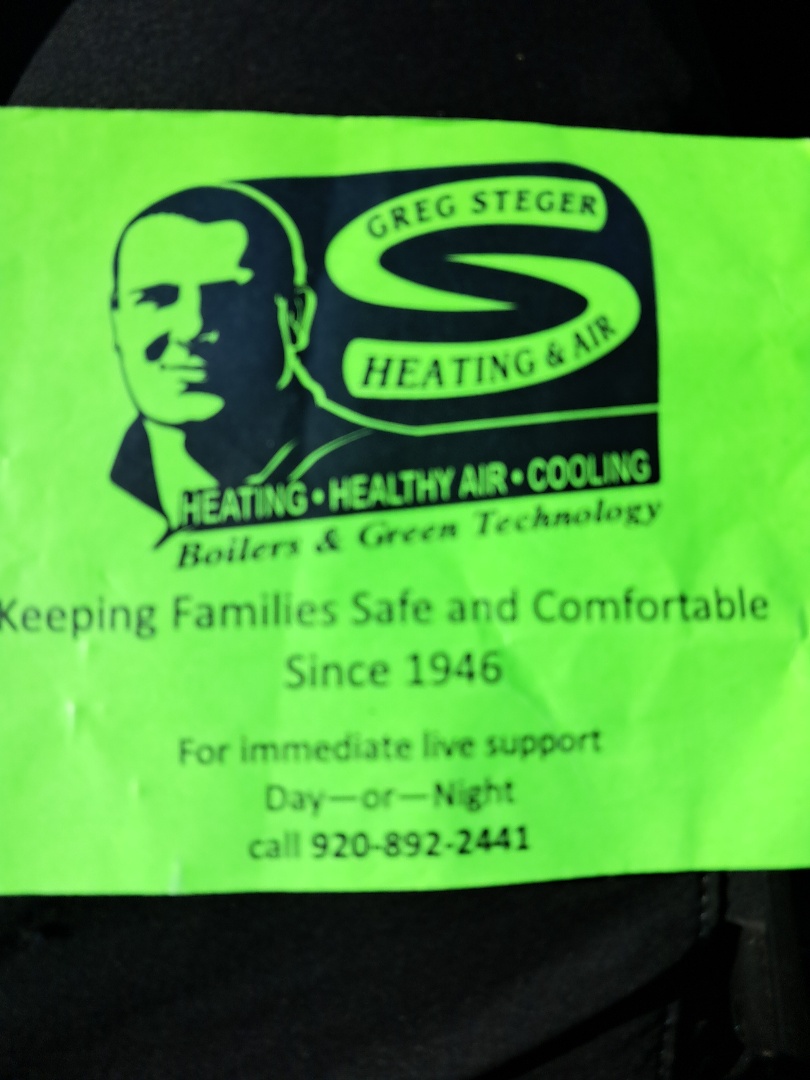 GREG STEGER
HEATING & AIR
HEATING • HEALTHY AIR • COOLING
Boilers & Green Technology
Keeping Families Safe and Comfortable
Since 1946
For immediate live support
Day—or—Night
call 920-892-2441